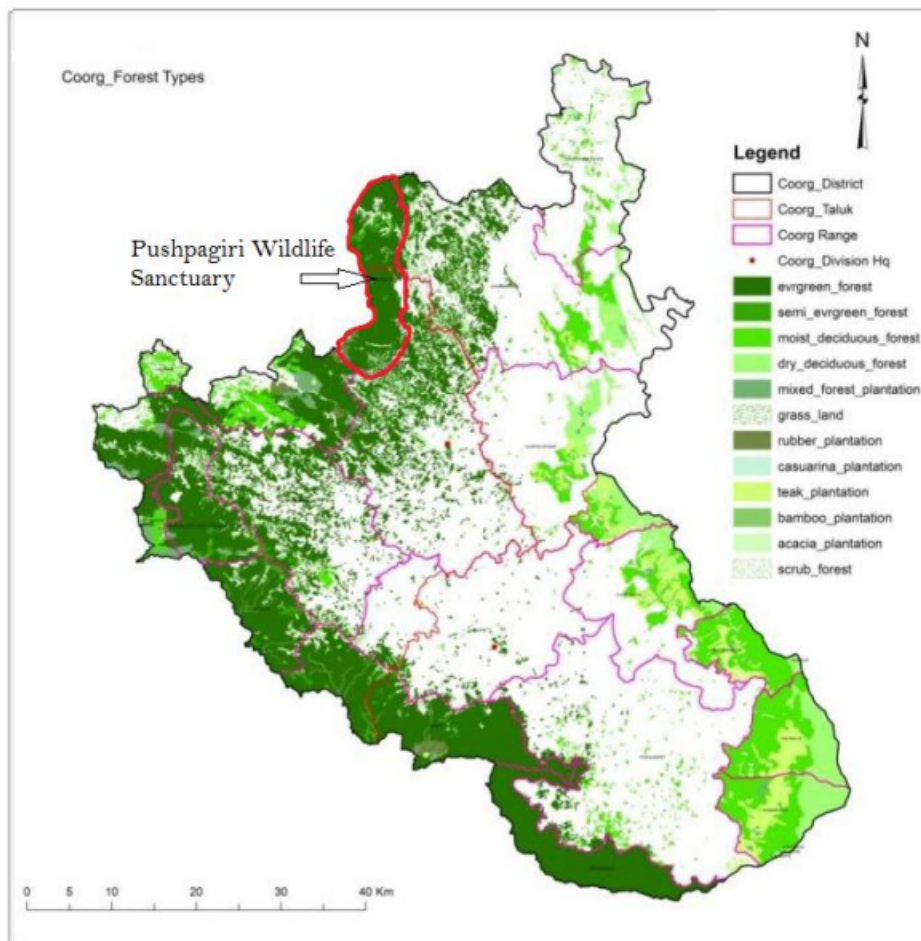 Coorg_Forest Types
N
Pushpagiri Wildlife
Sanctuary
Legend
Coorg_District
Coorg_Taluk
Coorg Range
Coorg_Division Hq
evrgreen_forest
semi_evrgreen_forest
moist_deciduous_forest
dry_deciduous_forest
mixed_forest_plantation
grass_land
rubber_plantation
casuarina_plantation
teak_plantation
bamboo_plantation
acacia_plantation
scrub_forest
0 5 10 20 30 40 Km